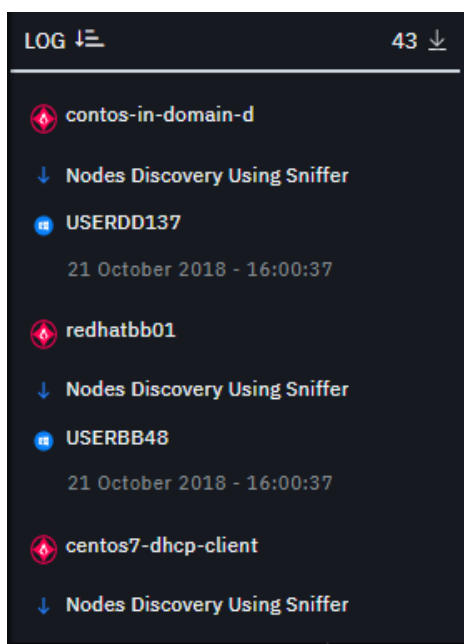 LOG 43
contos-in-domain-d
Nodes Discovery Using Sniffer
USERDD137
21 October 2018 - 16:00:37
redhatbb01
Nodes Discovery Using Sniffer
USERBB48
21 October 2018 - 16:00:37
centos7-dhcp-client
Nodes Discovery Using Sniffer